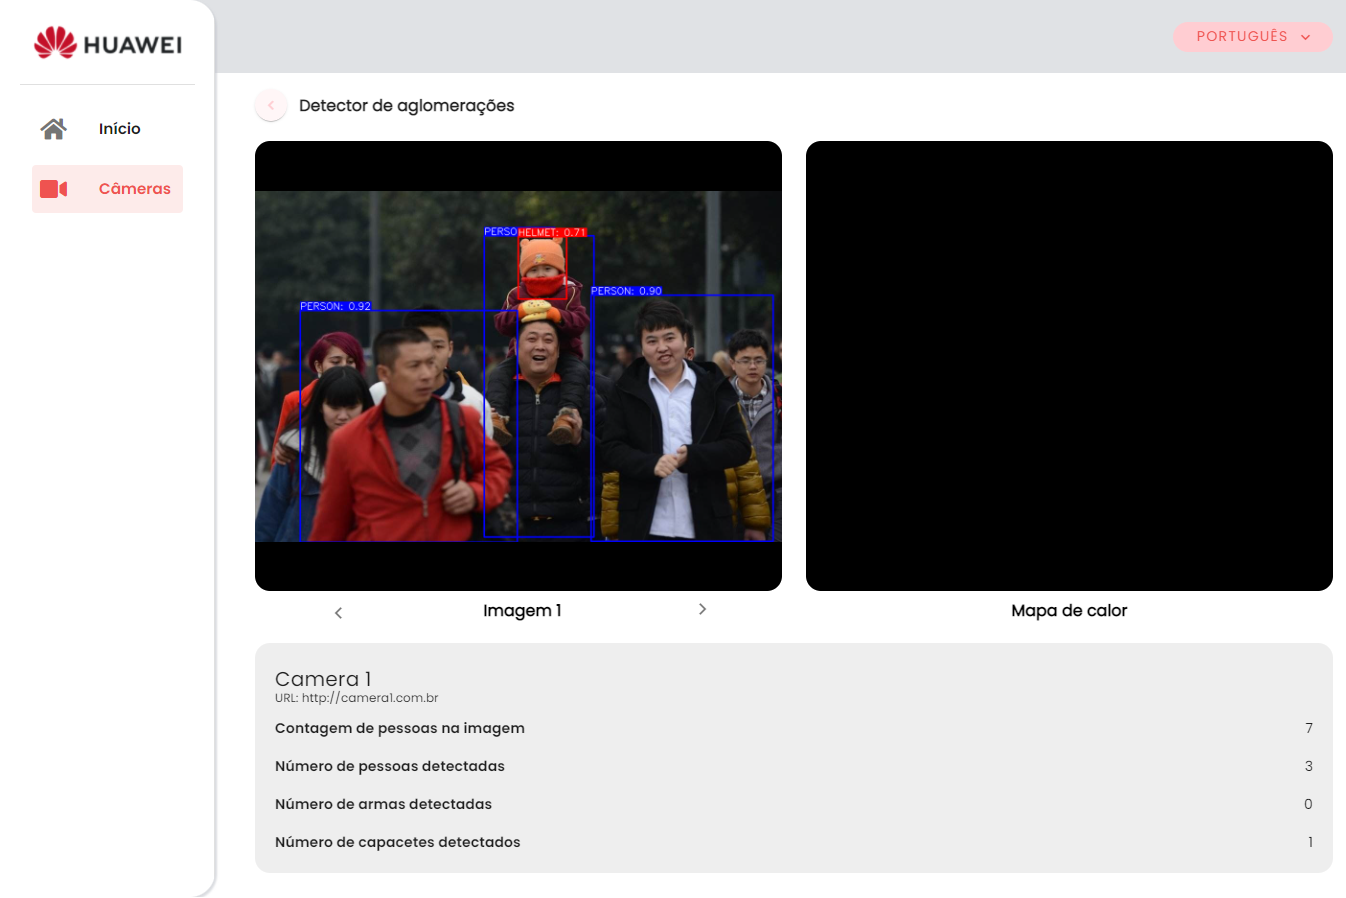 HUAWEI
PORTUGUÊS
Início
Câmeras
Detector de aglomerações
PERSO
HELMET: 0.71
PERSON: 0.90
PERSON: 0.92
Imagem 1
Mapa de calor
Camera 1
URL: http://camera1.com.br
Contagem de pessoas na imagem 7
Número de pessoas detectadas 3
Número de armas detectadas 0
Número de capacetes detectados 1